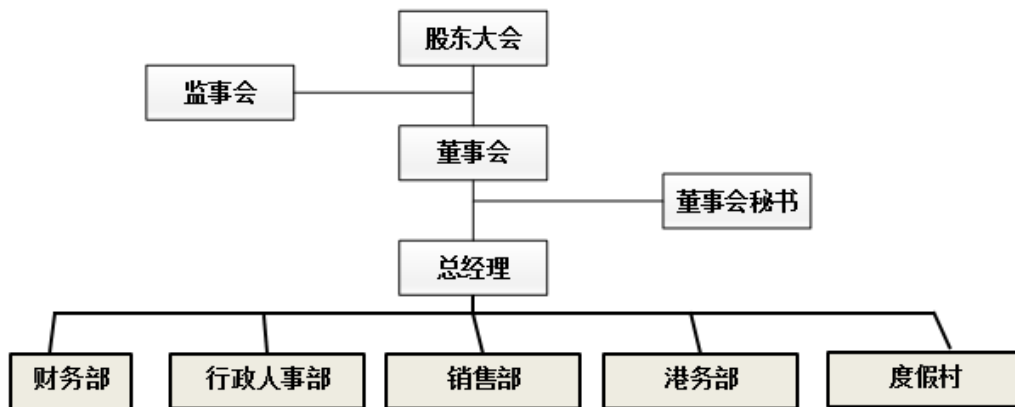 股东大会
监事会
董事会
董事会秘书
总经理
财务部
行政人事部
销售部
港务部
度假村